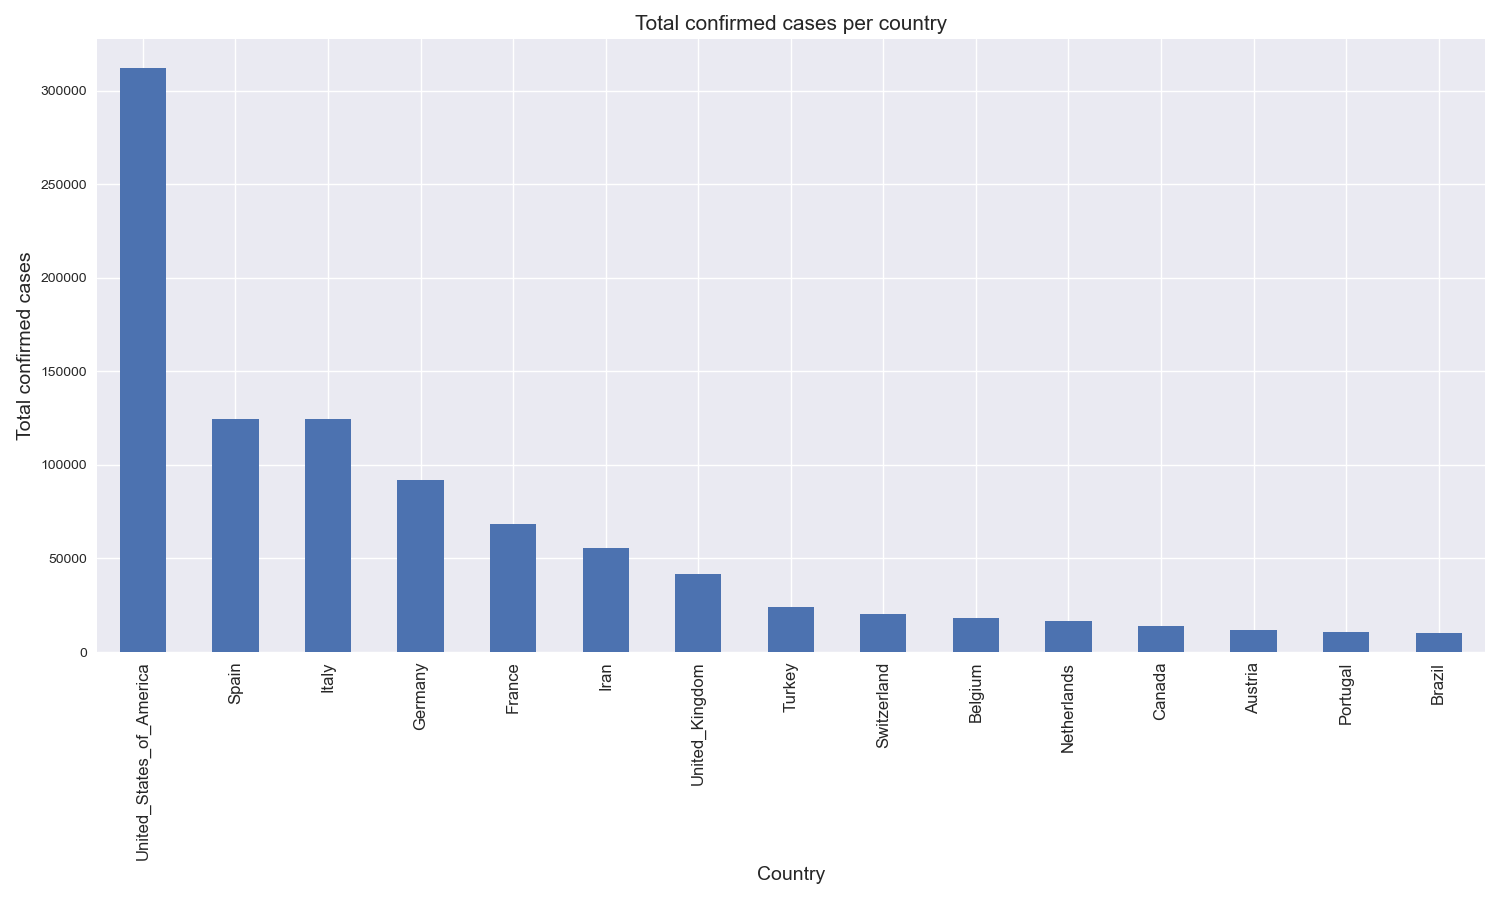 Total confirmed cases per country
Total confirmed cases
300000
250000
200000
150000
100000
50000
0
United_States_of_America
Spain
Italy
Germany
France
Iran
United_Kingdom
Turkey
Switzerland
Belgium
Netherlands
Canada
Austria
Portugal
Brazil
Country